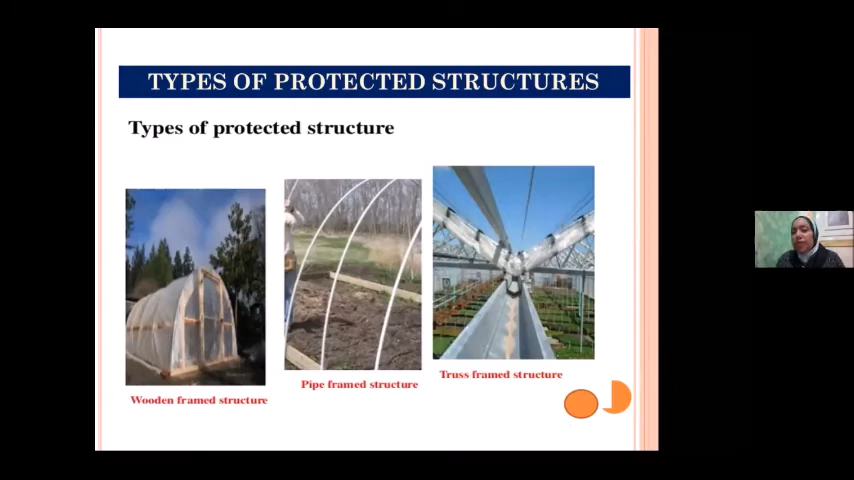 TYPES OF PROTECTED STRUCTURES
Types of protected structure
Wooden framed structure
Pipe framed structure
Truss framed structure